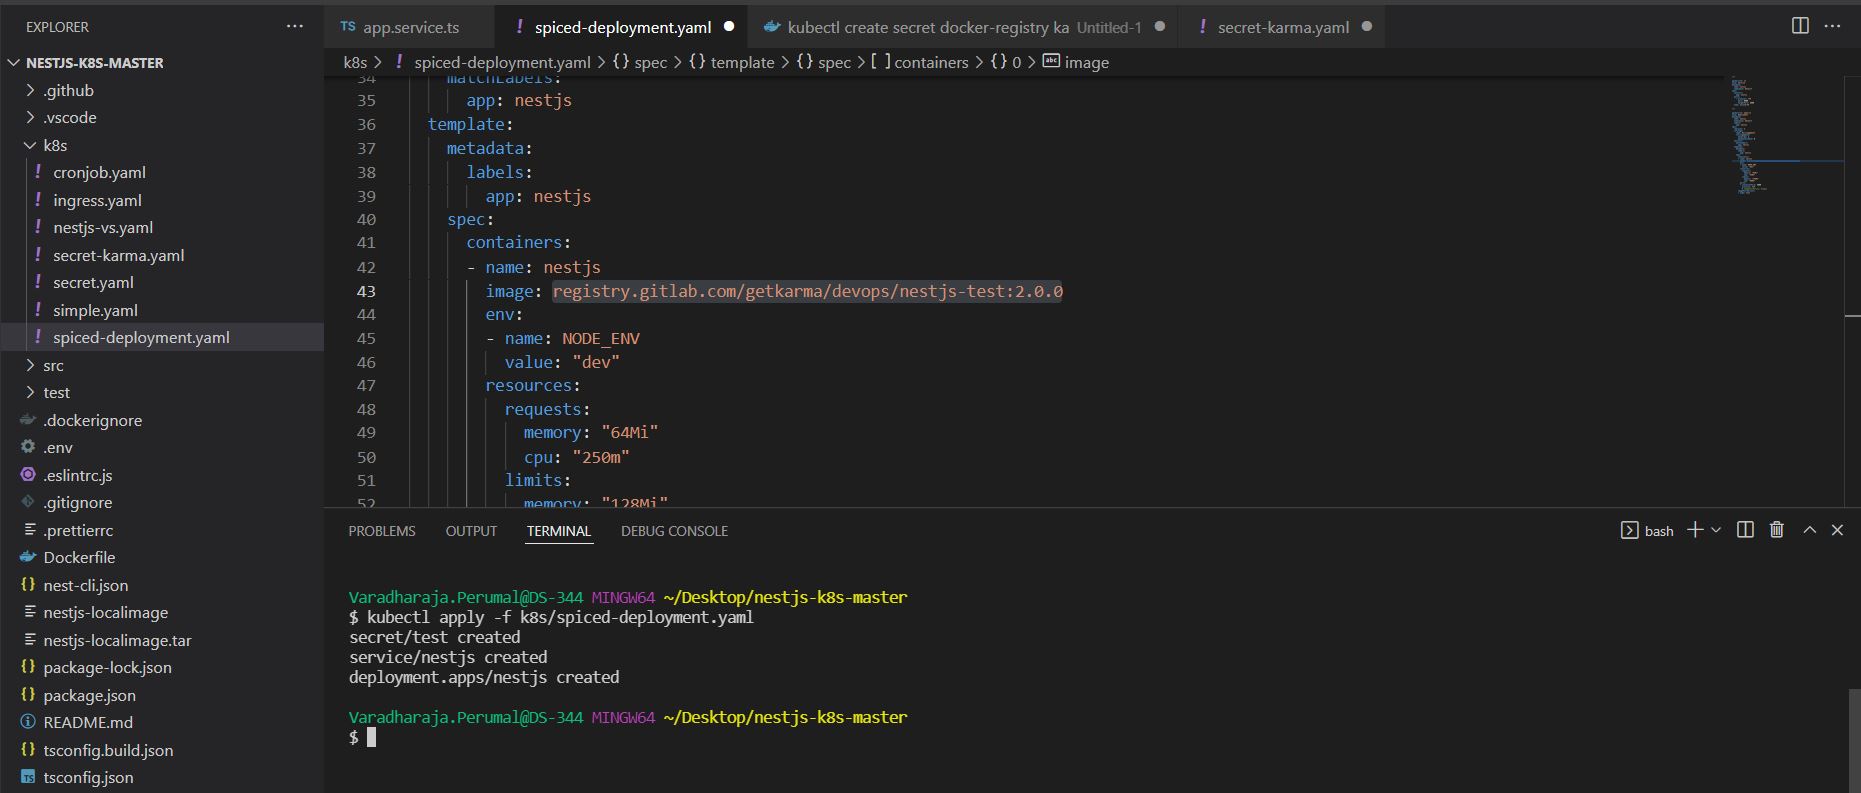 EXPLORER
NESTJS-K8S-MASTER
.github
.vscode
k8s
cronjob.yaml
ingress.yaml
nestjs-vs.yaml
secret-karma.yaml
secret.yaml
simple.yaml
spiced-deployment.yaml
src
test
.dockerignore
.env
.eslintrc.js
.gitignore
.prettierrc
Dockerfile
nest-cli.json
nestjs-localimage
nestjs-localimage.tar
package-lock.json
package.json
README.md
tsconfig.build.json
TS tsconfig.json
TS app.service.ts
! spiced-deployment.yaml
kubectl create secret docker-registry ka Untitled-1
! secret-karma.yaml
k8s > ! spiced-deployment.yaml > {} spec > {} template > {} spec > [ ] containers > {} 0 > abc image
34 matchLabels:
35 app: nestjs
36 template:
37 metadata:
38 labels:
39 app: nestjs
40 spec:
41 containers:
42 - name: nestjs
43 image: registry.gitlab.com/getkarma/devops/nestjs-test:2.0.0
44 env:
45 - name: NODE_ENV
46 value: "dev"
47 resources:
48 requests:
49 memory: "64Mi"
50 cpu: "250m"
51 limits:
52 memory: "128Mi"
PROBLEMS OUTPUT TERMINAL DEBUG CONSOLE
bash
Varadharaja.Perumal@DS-344 MINGW64 ~/Desktop/nestjs-k8s-master
$ kubectl apply -f k8s/spiced-deployment.yaml
secret/test created
service/nestjs created
deployment.apps/nestjs created
Varadharaja.Perumal@DS-344 MINGW64 ~/Desktop/nestjs-k8s-master
$